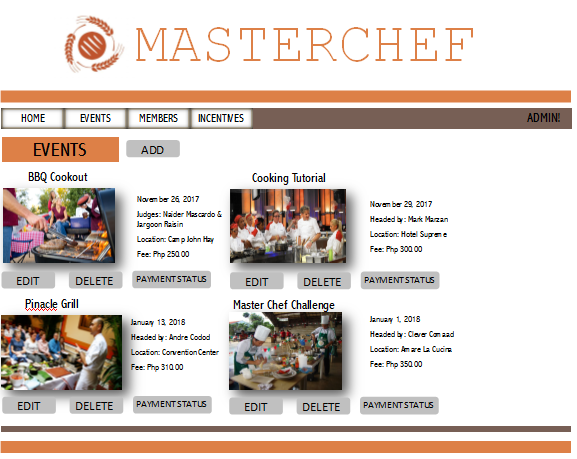 MASTERCHEF
HOME EVENTS MEMBERS INCENTIVES ADMIN!
EVENTS ADD
BBQ Cookout
November 26, 2017
Judges: Naider Mascardo &
Jargoon Raisin
Location: Camp John Hay
Fee: Php 250.00
EDIT DELETE PAYMENT STATUS
Cooking Tutorial
November 29, 2017
Headed by: Mark Marzan
Location: Hotel Supreme
Fee: Php 300.00
EDIT DELETE PAYMENT STATUS
Pinacle Grill
January 13, 2018
Headed by: Andre Codod
Location: Convention Center
Fee: Php 310.00
EDIT DELETE PAYMENT STATUS
Master Chef Challenge
January 1, 2018
Headed by: Clever Comaad
Location: Amare La Cucina
Fee: Php 350.00
EDIT DELETE PAYMENT STATUS